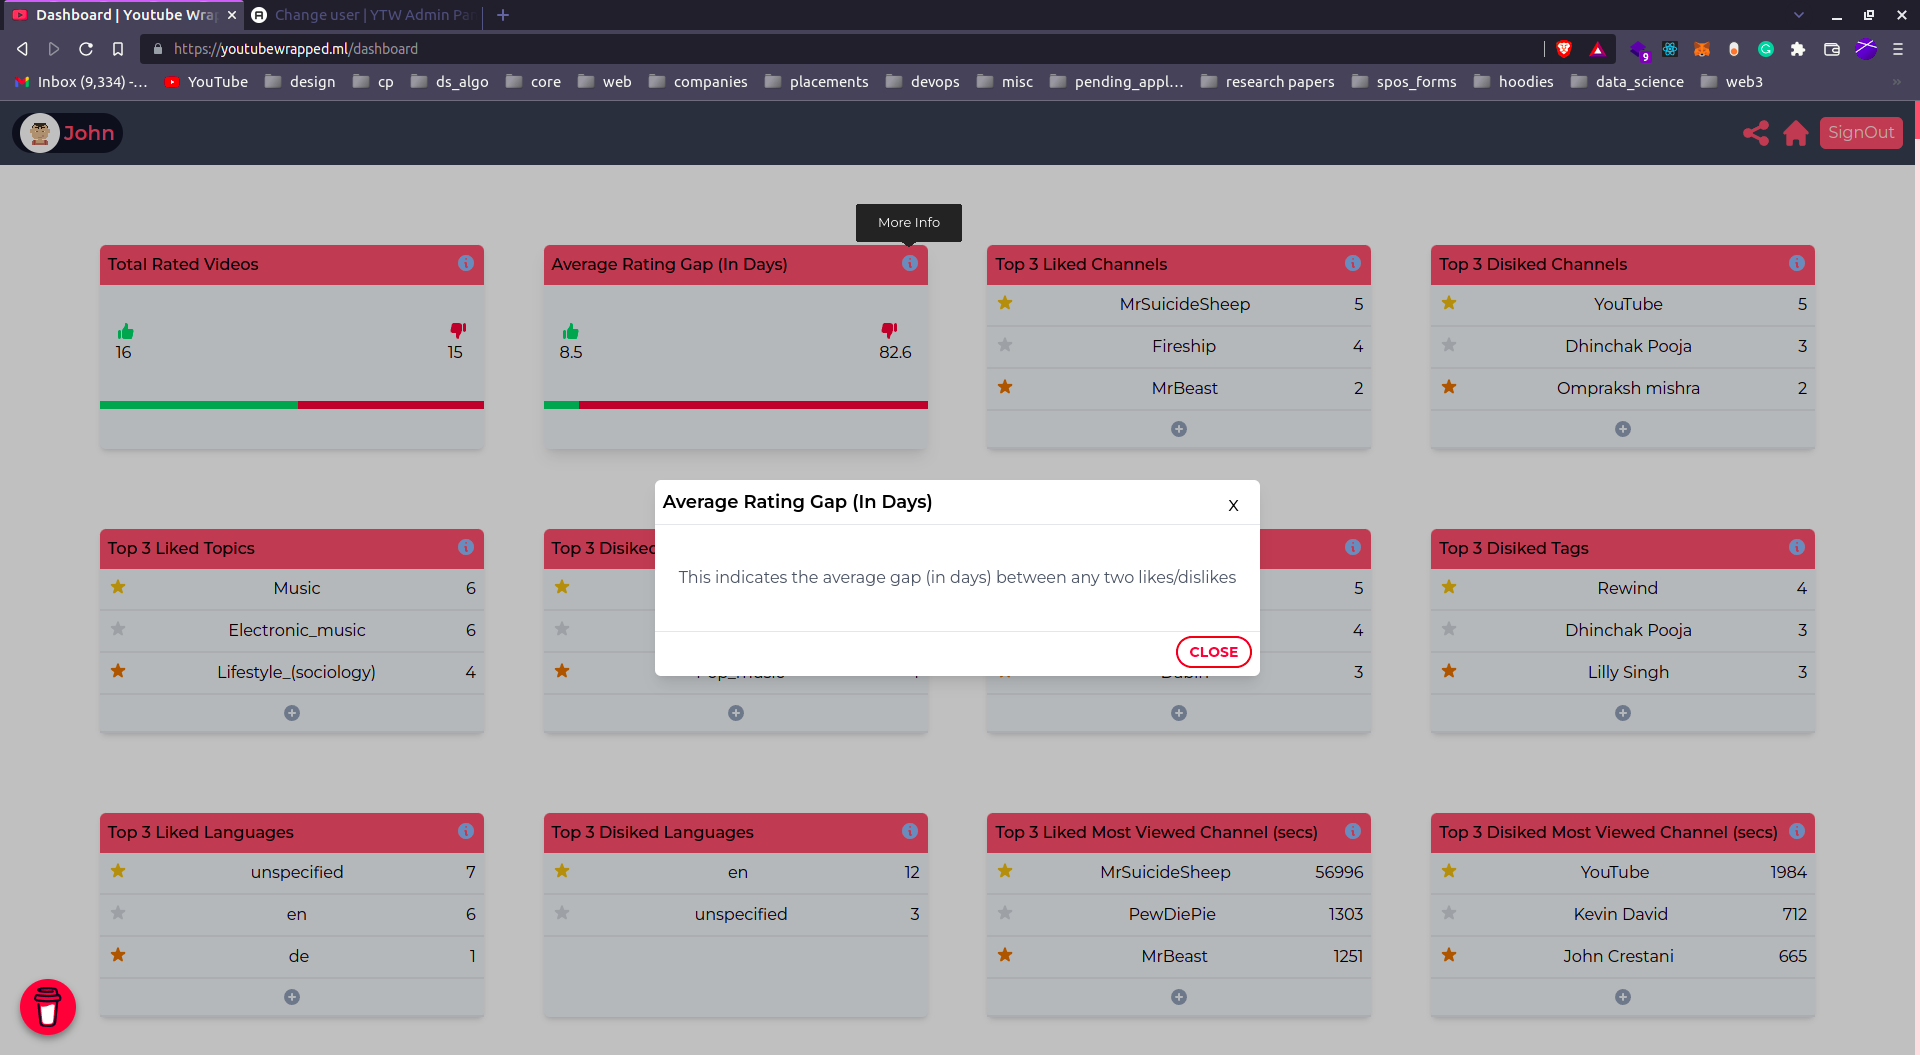 Dashboard | Youtube Wrap
Change user | YTW Admin Pan
https://youtubewrapped.ml/dashboard
9
Inbox (9,334) -...
YouTube
design
cp
ds_algo
core
web
companies
placements
devops
misc
pending_appl...
research papers
spos_forms
hoodies
data_science
web3
John
SignOut
More Info
Total Rated Videos
16
15
Average Rating Gap (In Days)
8.5
82.6
Top 3 Liked Channels
MrSuicideSheep 5
Fireship 4
MrBeast 2
Top 3 Disiked Channels
YouTube 5
Dhinchak Pooja 3
Ompraksh mishra 2
Average Rating Gap (In Days)
X
This indicates the average gap (in days) between any two likes/dislikes
CLOSE
Top 3 Liked Topics
Music 6
Electronic_music 6
Lifestyle_(sociology) 4
Top 3 Disiked
5
4
3
Top 3 Disiked Tags
Rewind 4
Dhinchak Pooja 3
Lilly Singh 3
Top 3 Liked Languages
unspecified 7
en 6
de 1
Top 3 Disiked Languages
en 12
unspecified 3
Top 3 Liked Most Viewed Channel (secs)
MrSuicideSheep 56996
PewDiePie 1303
MrBeast 1251
Top 3 Disiked Most Viewed Channel (secs)
YouTube 1984
Kevin David 712
John Crestani 665